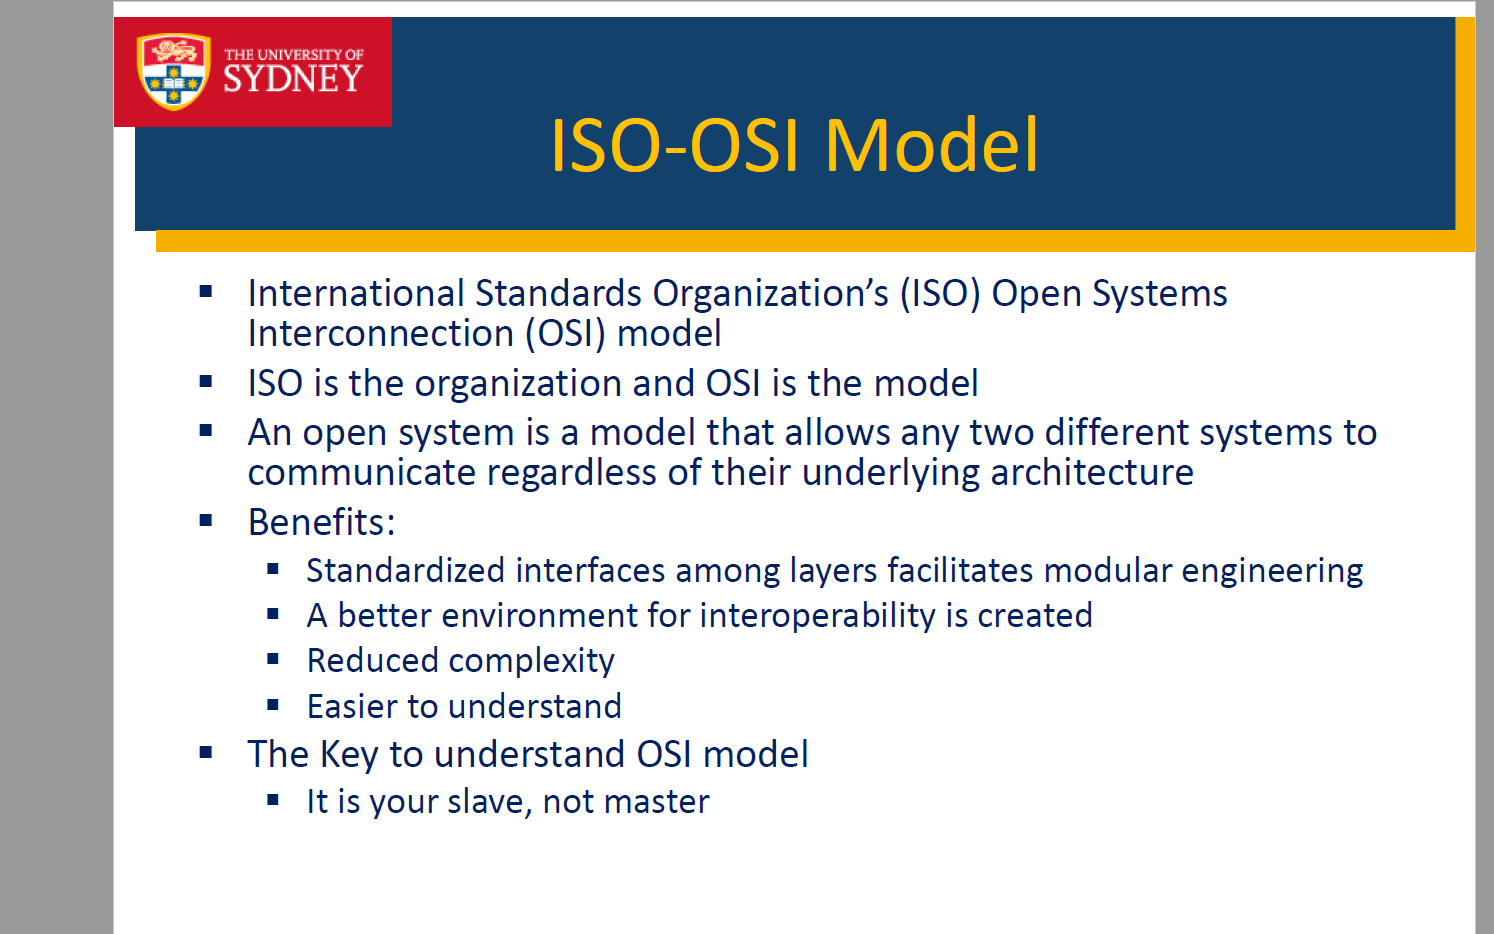 THE UNIVERSITY OF
SYDNEY
ISO-OSI Model
▪ International Standards Organization’s (ISO) Open Systems
Interconnection (OSI) model
▪ ISO is the organization and OSI is the model
▪ An open system is a model that allows any two different systems to
communicate regardless of their underlying architecture
▪ Benefits:
▪ Standardized interfaces among layers facilitates modular engineering
▪ A better environment for interoperability is created
▪ Reduced complexity
▪ Easier to understand
▪ The Key to understand OSI model
▪ It is your slave, not master